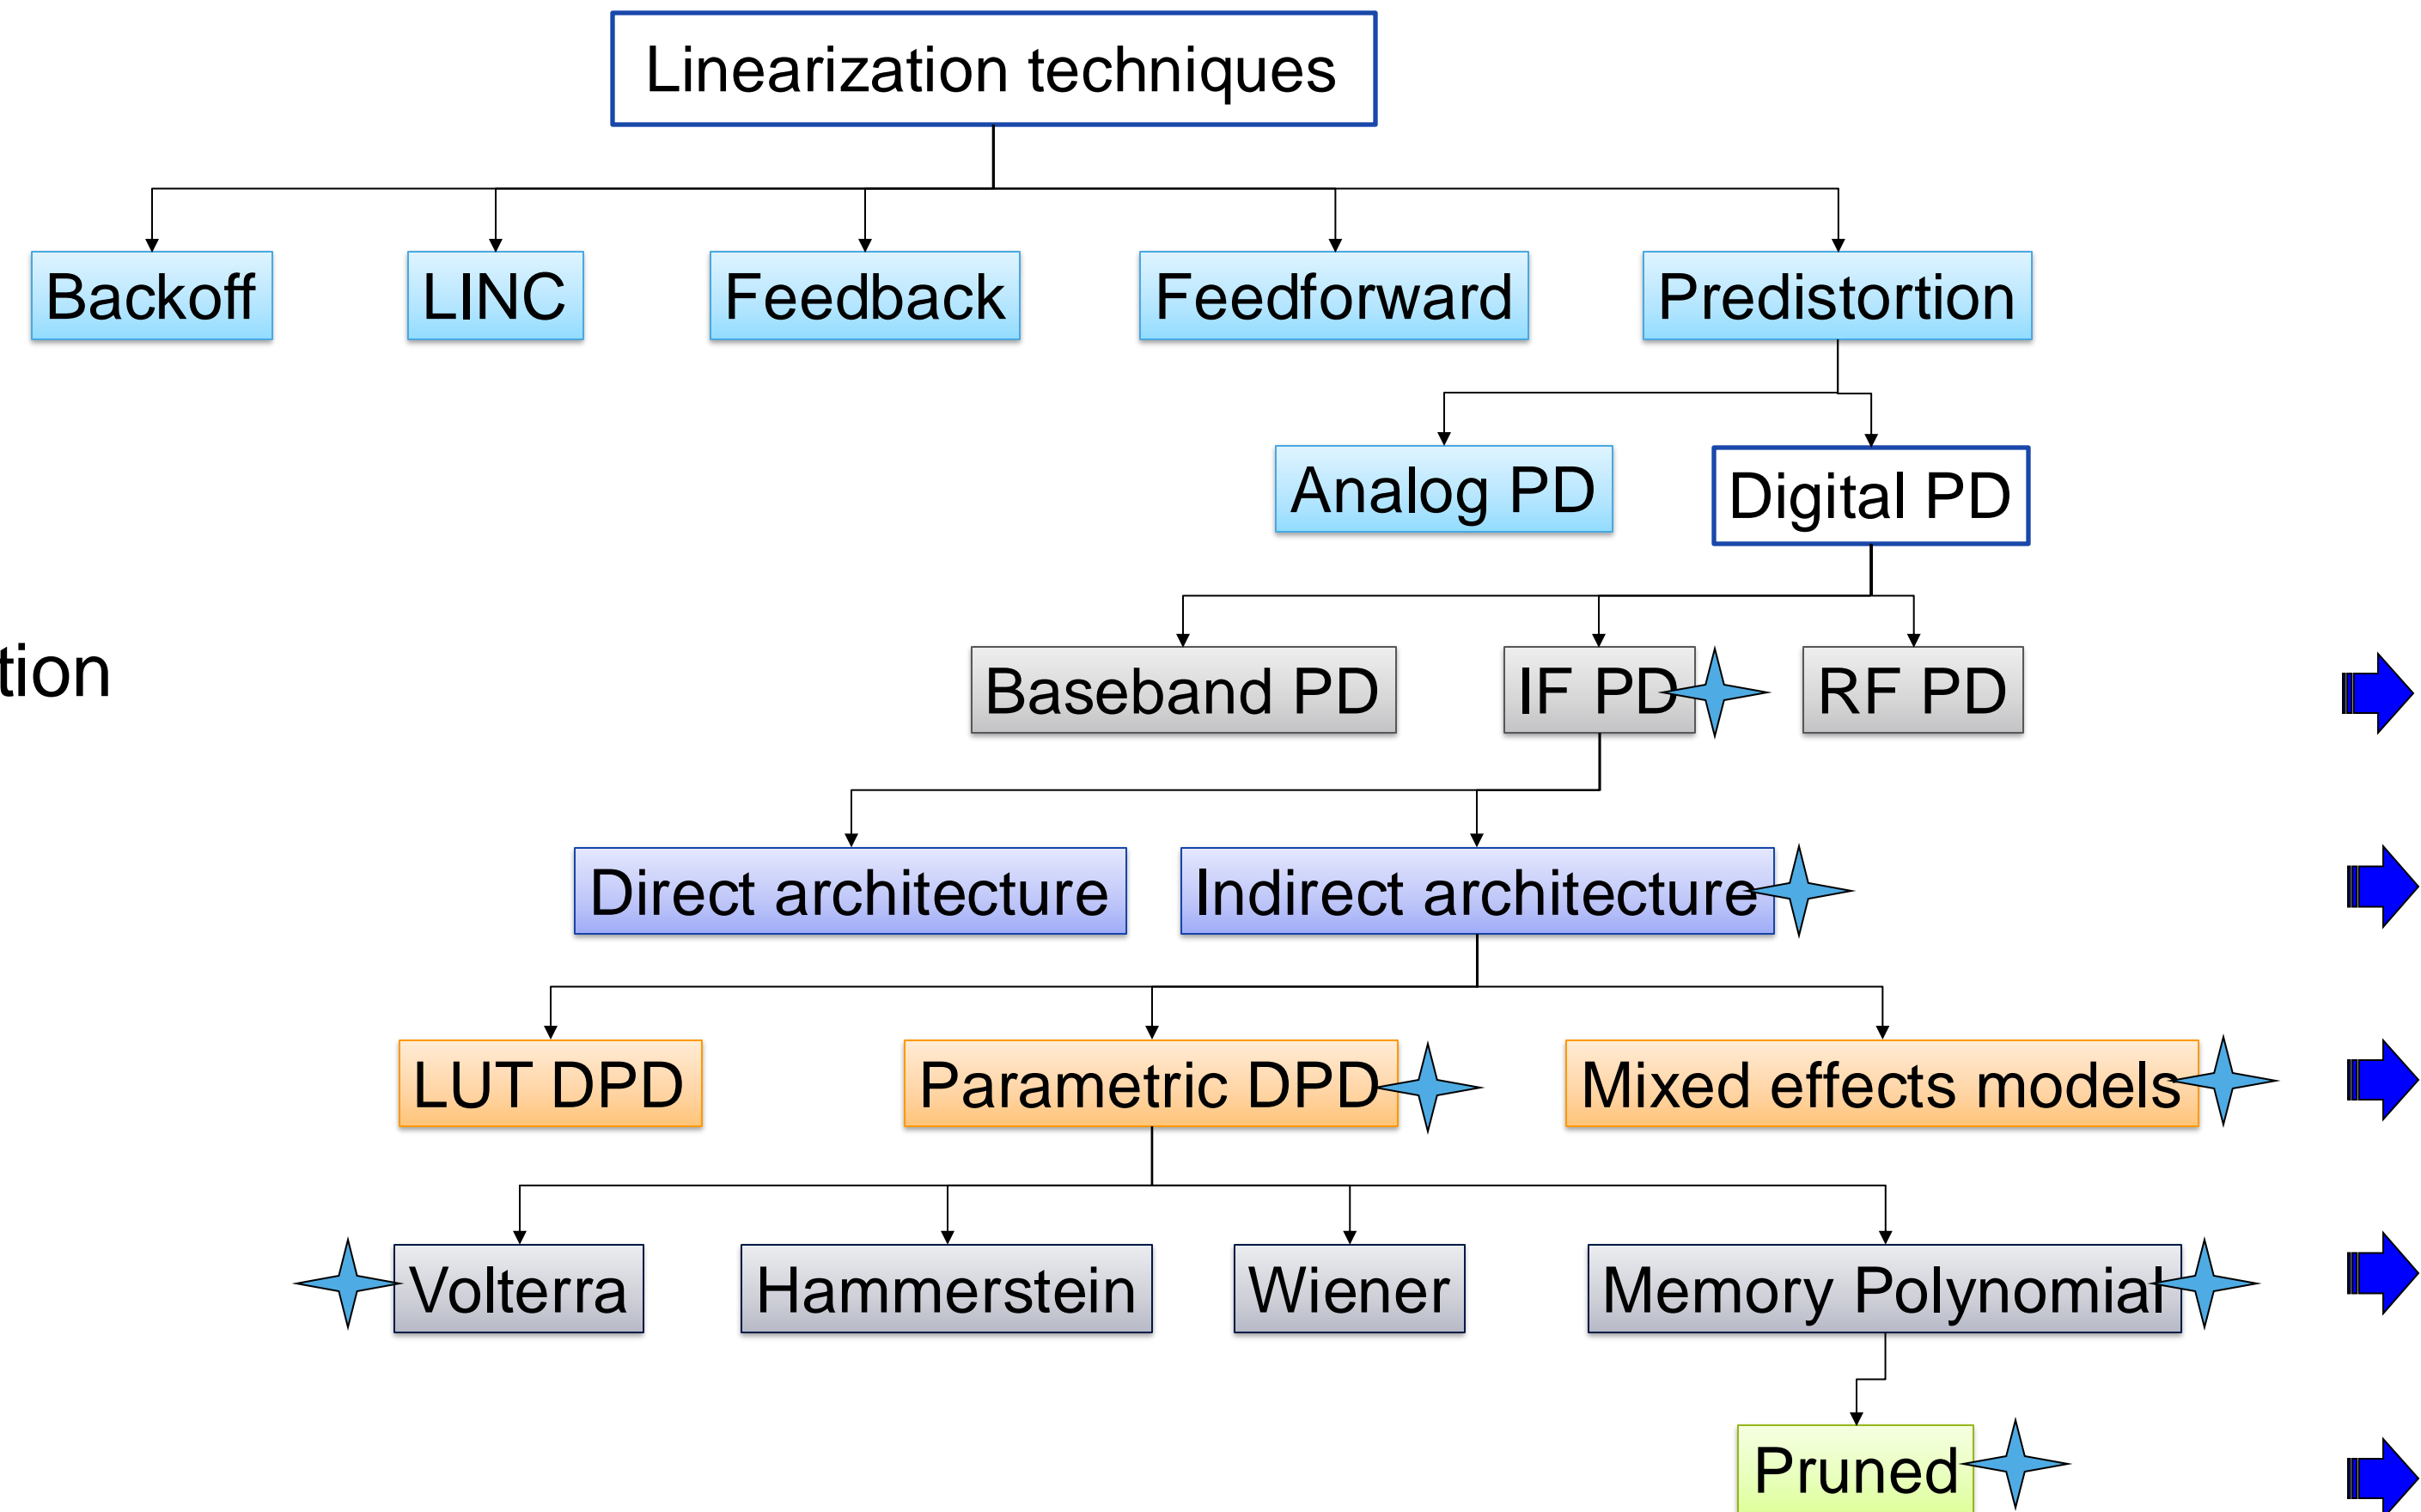 Linearization techniques
Backoff
LINC
Feedback
Feedforward
Predistortion
Analog PD
Digital PD
tion
Baseband PD
IF PD
RF PD
Direct architecture
Indirect architecture
LUT DPD
Parametric DPD
Mixed effects models
Volterra
Hammerstein
Wiener
Memory Polynomial
Pruned